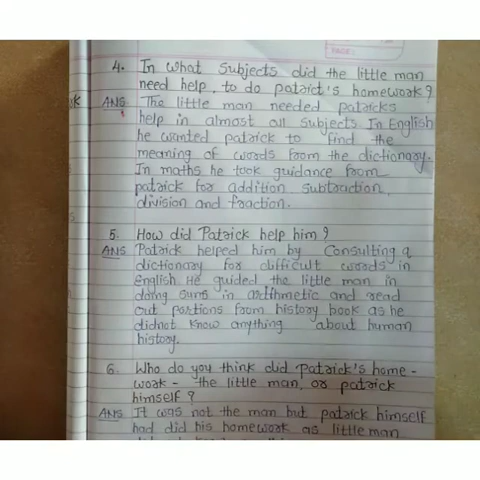 PAGE:
4. In what subjects did the little man
need help, to do patrict's homework?
ANS The little man needed patricks
help in almost all subjects. In English
he wanted patrick to find the
meaning of words from the dictionary.
In maths he took guidance from
patrick for addition subtraction,
division and fraction.
5. How did Patrick help him?
ANS Patrick helped him by Consulting a
dictionary for difficult words in
English. He guided the little man in
doing sums in arithmetic and read
out portions from history book as he
didnot know anything about human
history.
6. Who do you think did Patrick's home-
work- the little man, or patrick
himself?
ANS It was not the man but patrick himself
had did his homework as little man